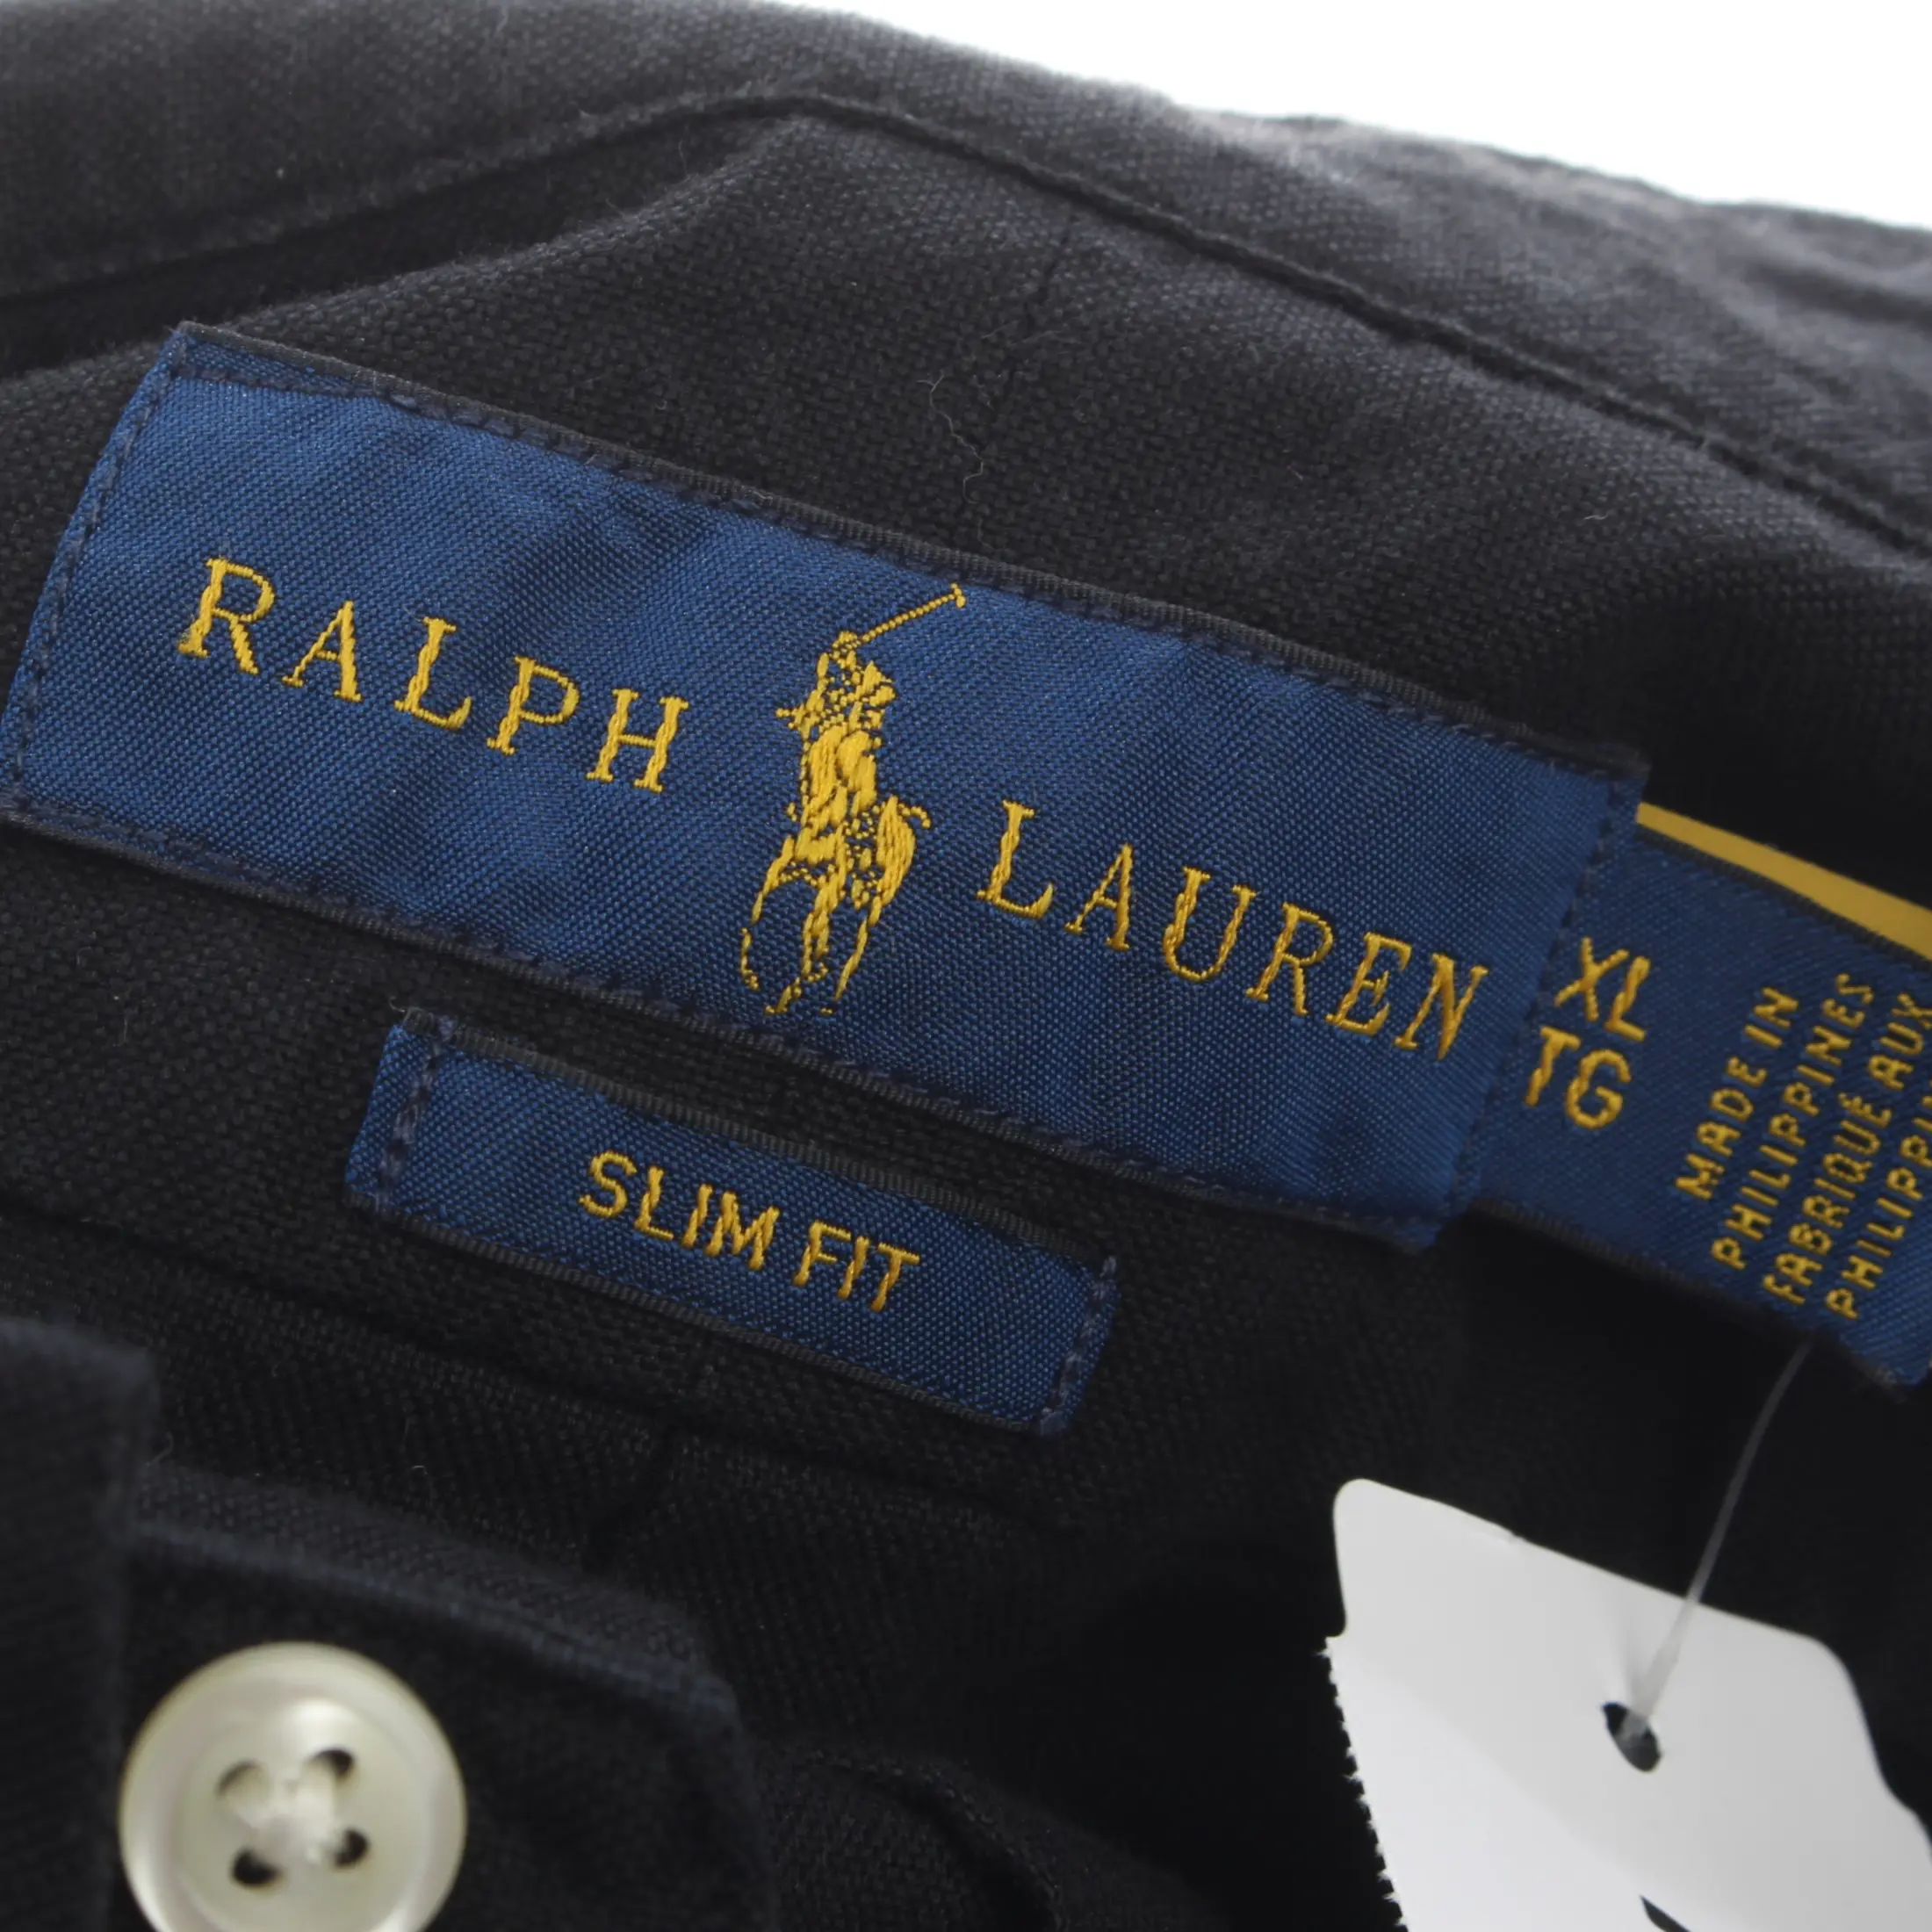 RALPH LAUREN
SLIM FIT
XL
TG
MADE IN
PHILIPPINES
FABRIQUÉ AUX